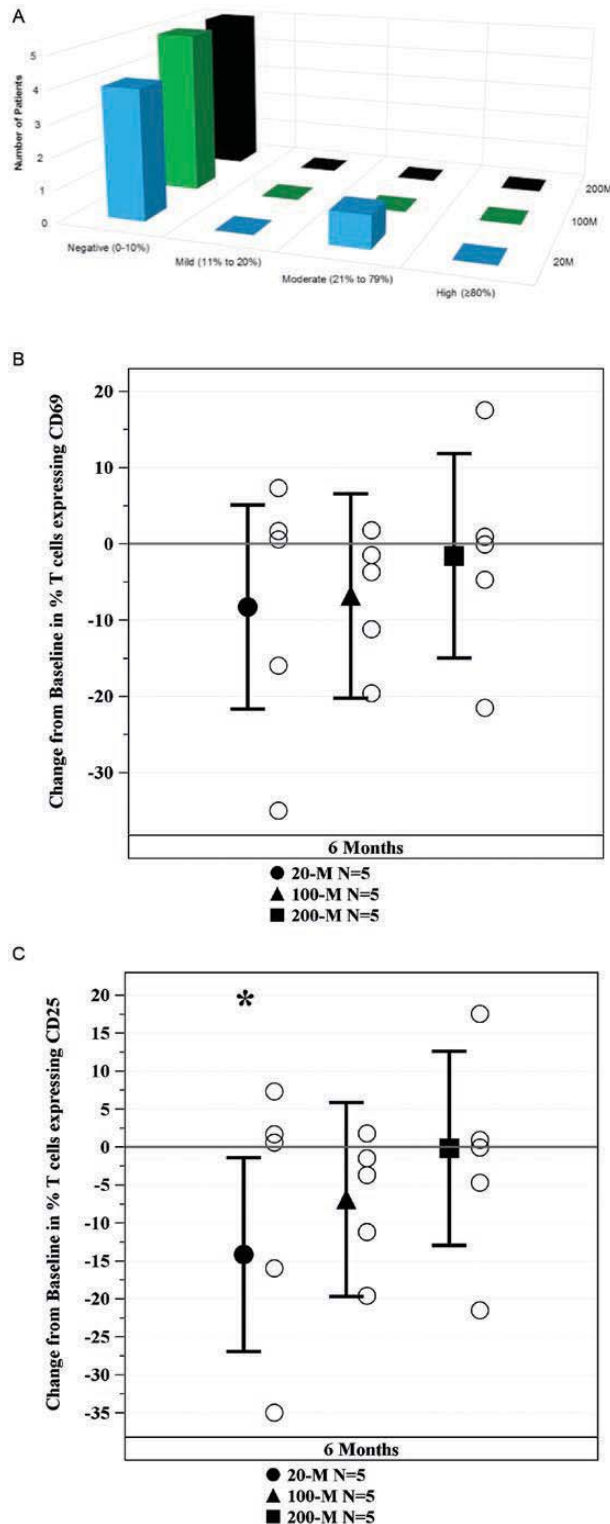 A
Number of Patients
5
4
3
2
1
0
Negative (0-10%)
Mild (11% to 20%)
Moderate (21% to 79%)
High (≥80%)
200M
100M
20M
B
Change from Baseline in % T cells expressing CD69
20
10
0
-10
-20
-30
6 Months
20-M N=5
100-M N=5
200-M N=5
C
Change from Baseline in % T cells expressing CD25
*
20
15
10
5
0
-5
-10
-15
-20
-25
-30
-35
6 Months
20-M N=5
100-M N=5
200-M N=5